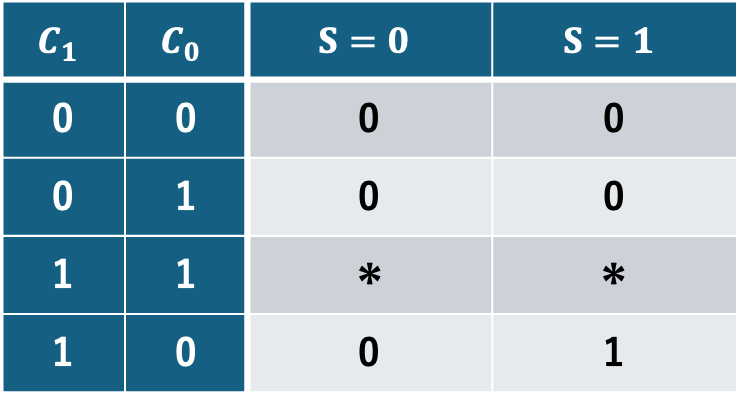 C₁ C₀ S = 0 S = 1
0 0 0 0
0 1 0 0
1 1 * *
1 0 0 1